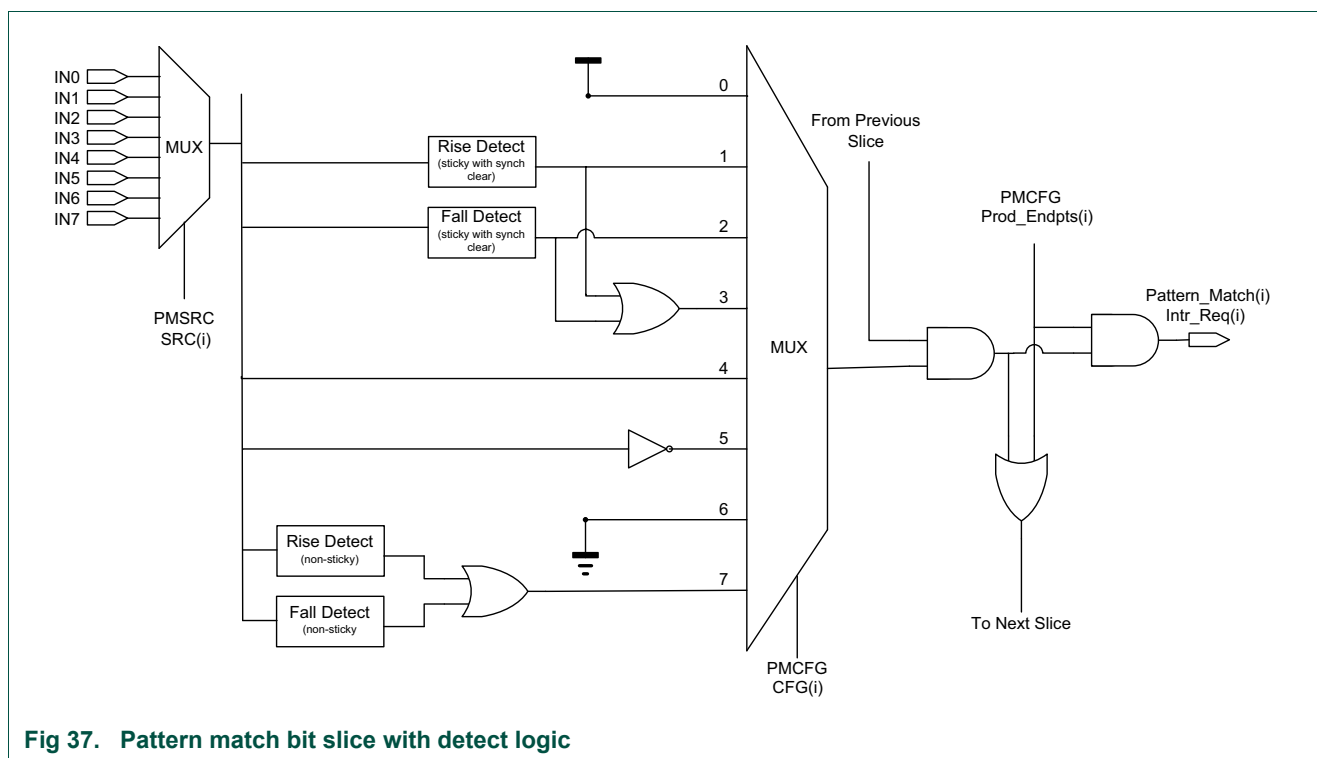 IN0
IN1
IN2
IN3
IN4
IN5
IN6
IN7
MUX
PMSRC
SRC(i)
Rise Detect
(sticky with synch
clear)
Fall Detect
(sticky with synch
clear)
Rise Detect
(non-sticky)
Fall Detect
(non-sticky
0
1
2
3
4
5
6
7
MUX
PMCFG
CFG(i)
From Previous
Slice
PMCFG
Prod_Endpts(i)
Pattern_Match(i)
Intr_Req(i)
To Next Slice
Fig 37. Pattern match bit slice with detect logic